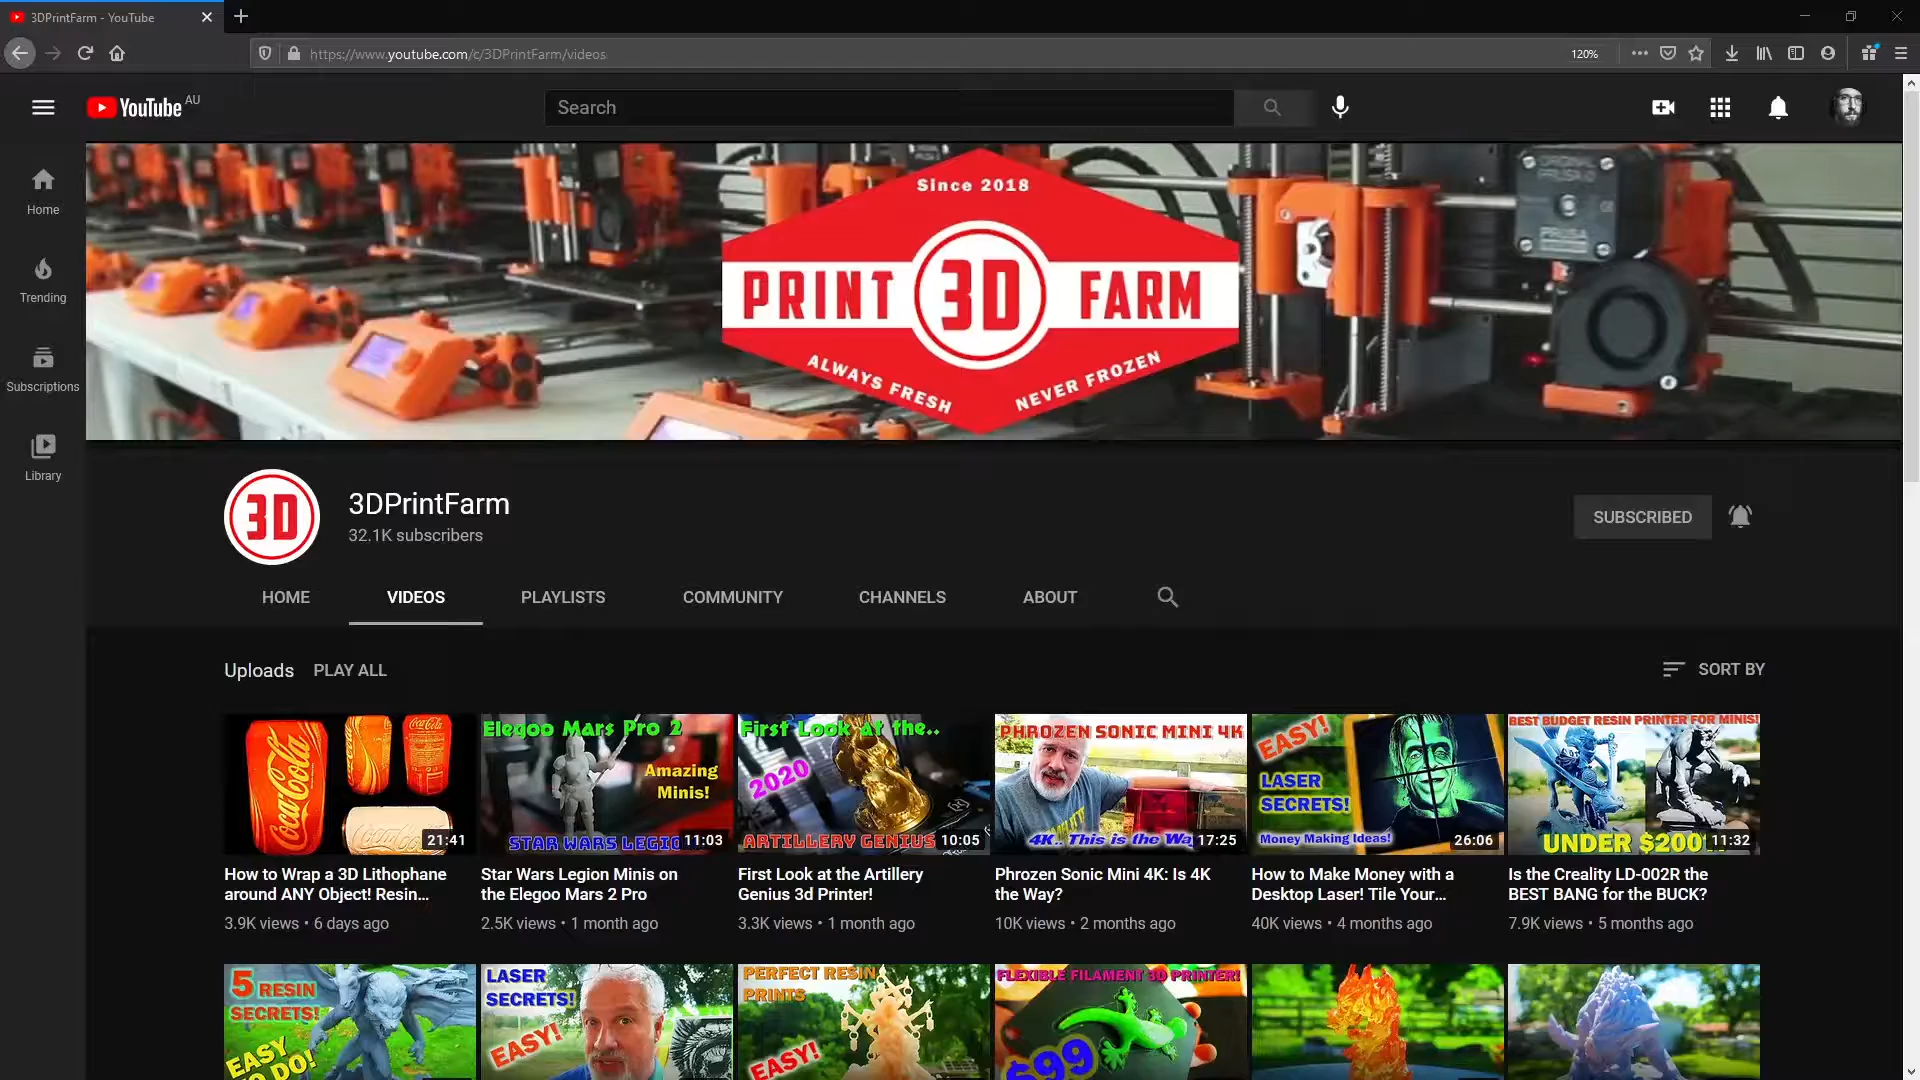 3DPrintFarm - YouTube
https://www.youtube.com/c/3DPrintFarm/videos
120%
YouTube AU
Search
Home
Trending
Subscriptions
Library
Since 2018
PRINT 3D FARM
ALWAYS FRESH NEVER FROZEN
ORIGINAL
PRUSA
3D
3DPrintFarm
32.1K subscribers
SUBSCRIBED
HOME VIDEOS PLAYLISTS COMMUNITY CHANNELS ABOUT
Uploads PLAY ALL
SORT BY
Coca-Cola
21:41
How to Wrap a 3D Lithophane
around ANY Object! Resin...
3.9K views • 6 days ago
Elegoo Mars Pro 2
Amazing
Minis!
STAR WARS LEGIO
11:03
Star Wars Legion Minis on
the Elegoo Mars 2 Pro
2.5K views • 1 month ago
First Look at the..
2020
ARTILLERY GENIUS
10:05
First Look at the Artillery
Genius 3d Printer!
3.3K views • 1 month ago
PHROZEN SONIC MINI 4K
4K.. This is the Wa
17:25
Phrozen Sonic Mini 4K: Is 4K
the Way?
10K views • 2 months ago
EASY!
LASER
SECRETS!
Money Making Ideas!
26:06
How to Make Money with a
Desktop Laser! Tile Your...
40K views • 4 months ago
BEST BUDGET RESIN PRINTER FOR MINIS!
UNDER $200
11:32
Is the Creality LD-002R the
BEST BANG for the BUCK?
7.9K views • 5 months ago
5 RESIN
SECRETS!
EASY
TO DO!
LASER
SECRETS!
EASY!
PERFECT RESIN
PRINTS
EASY!
FLEXIBLE FILAMENT 3D PRINTER!
$99